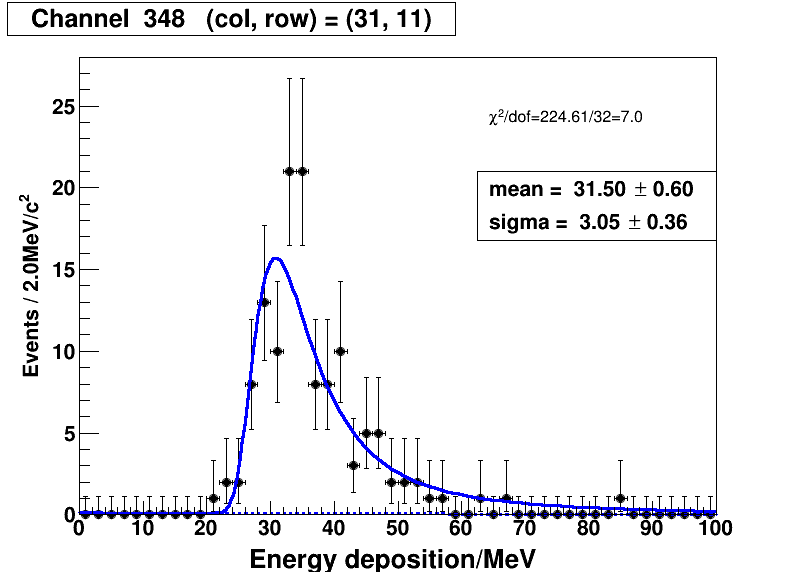 Channel 348 (col, row) = (31, 11)
χ²/dof=224.61/32=7.0
mean = 31.50 ± 0.60
sigma = 3.05 ± 0.36
Events / 2.0MeV/c²
25
20
15
10
5
0
0 10 20 30 40 50 60 70 80 90 100
Energy deposition/MeV